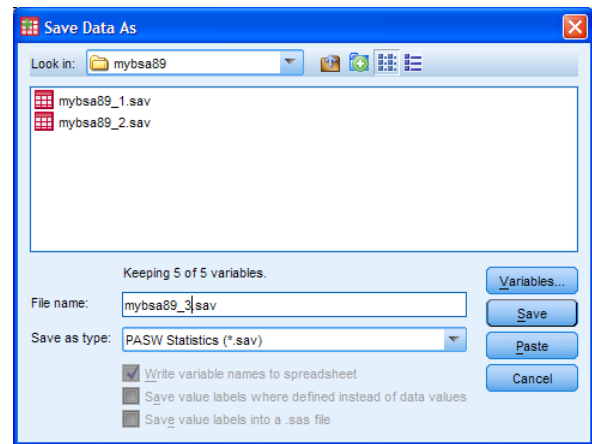 Save Data As
Look in: mybsa89
mybsa89_1.sav
mybsa89_2.sav
Keeping 5 of 5 variables.
Variables...
File name: mybsa89_3.sav
Save
Save as type: PASW Statistics (*.sav)
Paste
Write variable names to spreadsheet
Cancel
Save value labels where defined instead of data values
Save value labels into a .sas file